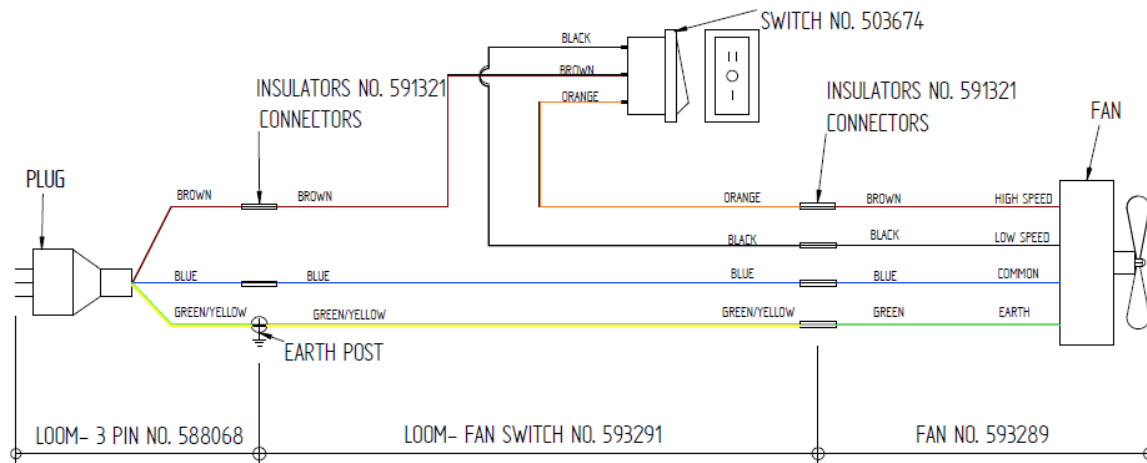 SWITCH NO. 503674
BLACK
BROWN
ORANGE
II
O
I
INSULATORS NO. 591321
CONNECTORS
INSULATORS NO. 591321
CONNECTORS
FAN
PLUG
BROWN
BROWN
ORANGE
BROWN
HIGH SPEED
BLACK
BLACK
LOW SPEED
BLUE
BLUE
BLUE
BLUE
COMMON
GREEN/YELLOW
GREEN/YELLOW
GREEN/YELLOW
GREEN
EARTH
EARTH POST
LOOM- 3 PIN NO. 588068
LOOM- FAN SWITCH NO. 593291
FAN NO. 593289